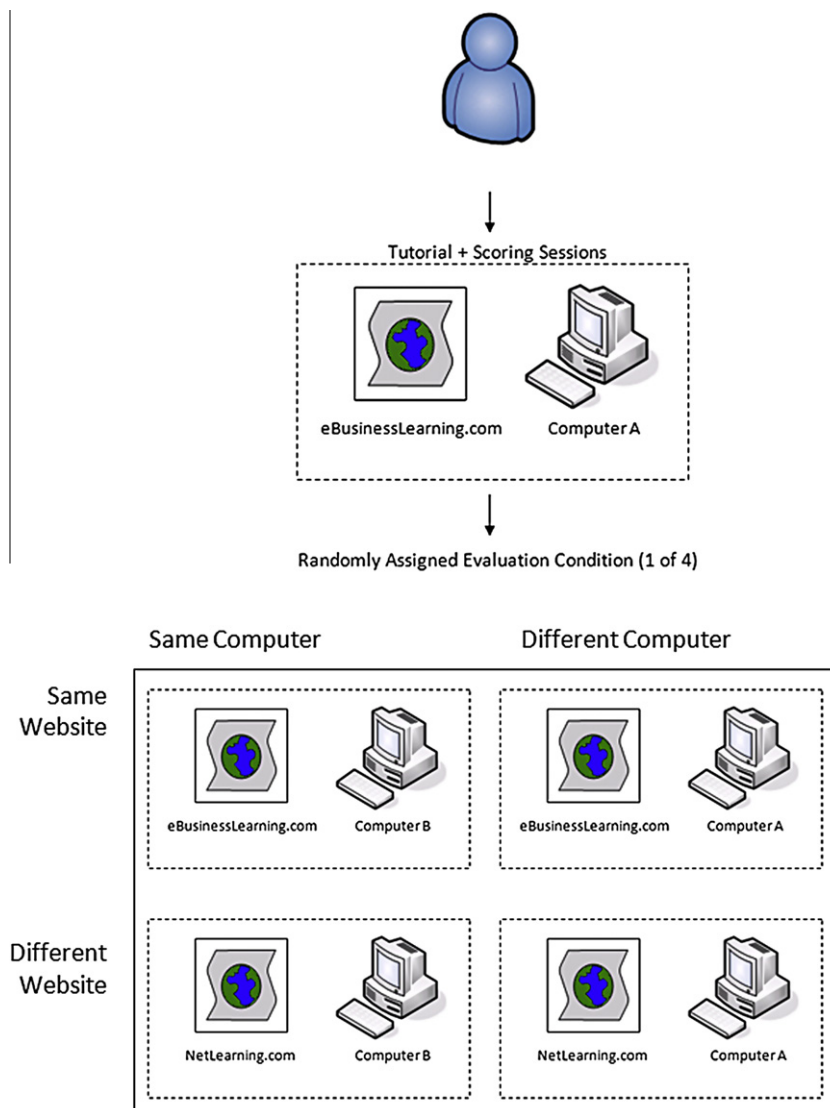 Tutorial + Scoring Sessions
eBusinessLearning.com Computer A
Randomly Assigned Evaluation Condition (1 of 4)
Same Computer Different Computer
Same
Website
eBusinessLearning.com Computer B eBusinessLearning.com Computer A
Different
Website
NetLearning.com Computer B NetLearning.com Computer A